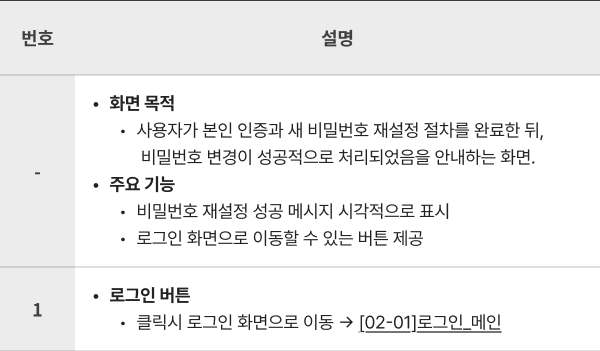 번호 설명
- 
• 화면 목적
• 사용자가 본인 인증과 새 비밀번호 재설정 절차를 완료한 뒤,
비밀번호 변경이 성공적으로 처리되었음을 안내하는 화면.
• 주요 기능
• 비밀번호 재설정 성공 메시지 시각적으로 표시
• 로그인 화면으로 이동할 수 있는 버튼 제공
1
• 로그인 버튼
• 클릭시 로그인 화면으로 이동 → [02-01]로그인_메인